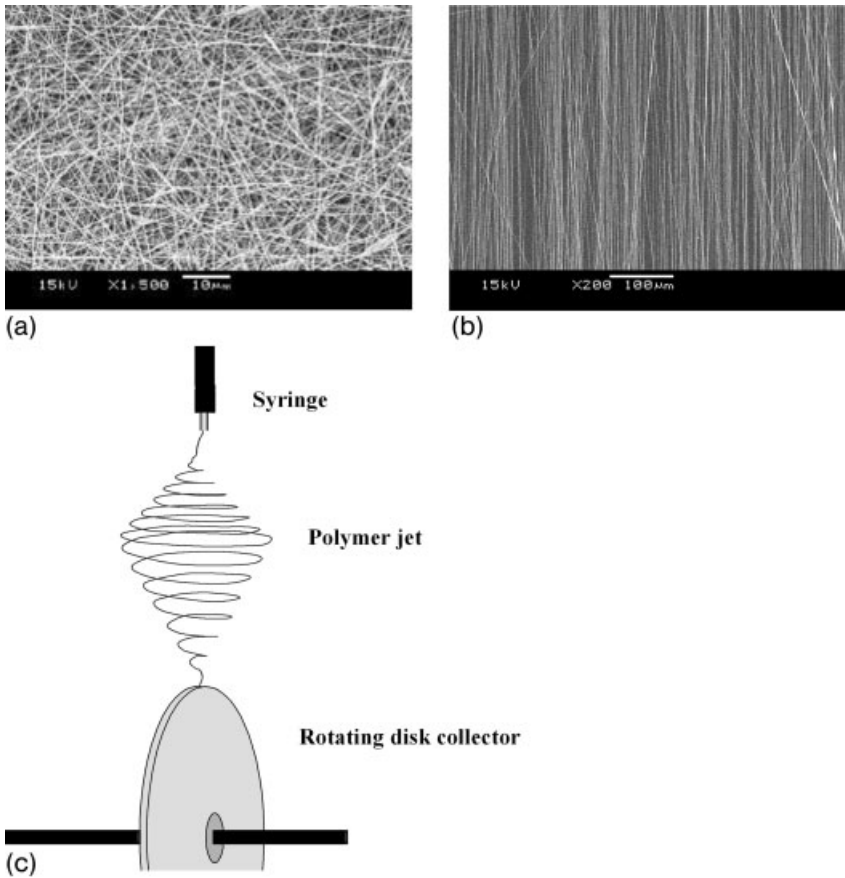 15kV X1,500 10µm
15kV X200 100µm
(a)
(b)
Syringe
Polymer jet
Rotating disk collector
(c)